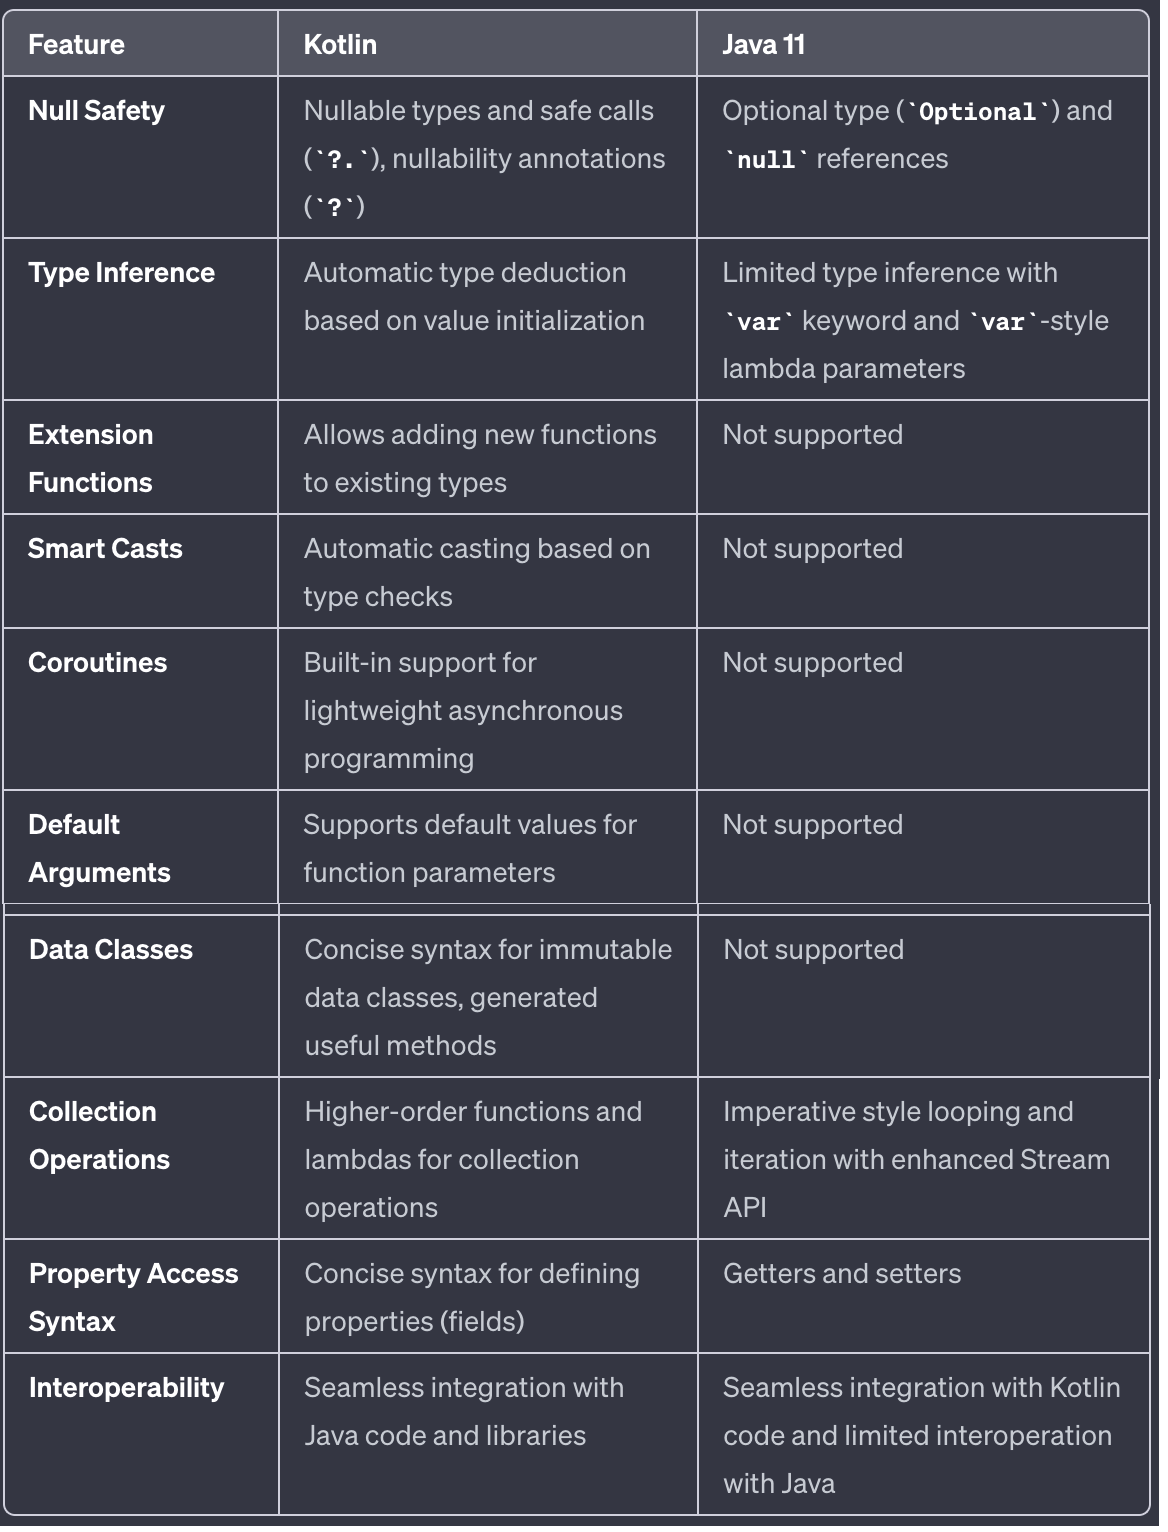 Feature Kotlin Java 11
Null Safety Nullable types and safe calls Optional type (`Optional`) and
(`?.`), nullability annotations `null` references
(`?`)
Type Inference Automatic type deduction Limited type inference with
based on value initialization `var` keyword and `var`-style
lambda parameters
Extension Allows adding new functions Not supported
Functions to existing types
Smart Casts Automatic casting based on Not supported
type checks
Coroutines Built-in support for Not supported
lightweight asynchronous
programming
Default Supports default values for Not supported
Arguments function parameters
Data Classes Concise syntax for immutable Not supported
data classes, generated
useful methods
Collection Higher-order functions and Imperative style looping and
Operations lambdas for collection iteration with enhanced Stream
operations API
Property Access Concise syntax for defining Getters and setters
Syntax properties (fields)
Interoperability Seamless integration with Seamless integration with Kotlin
Java code and libraries code and limited interoperation
with Java